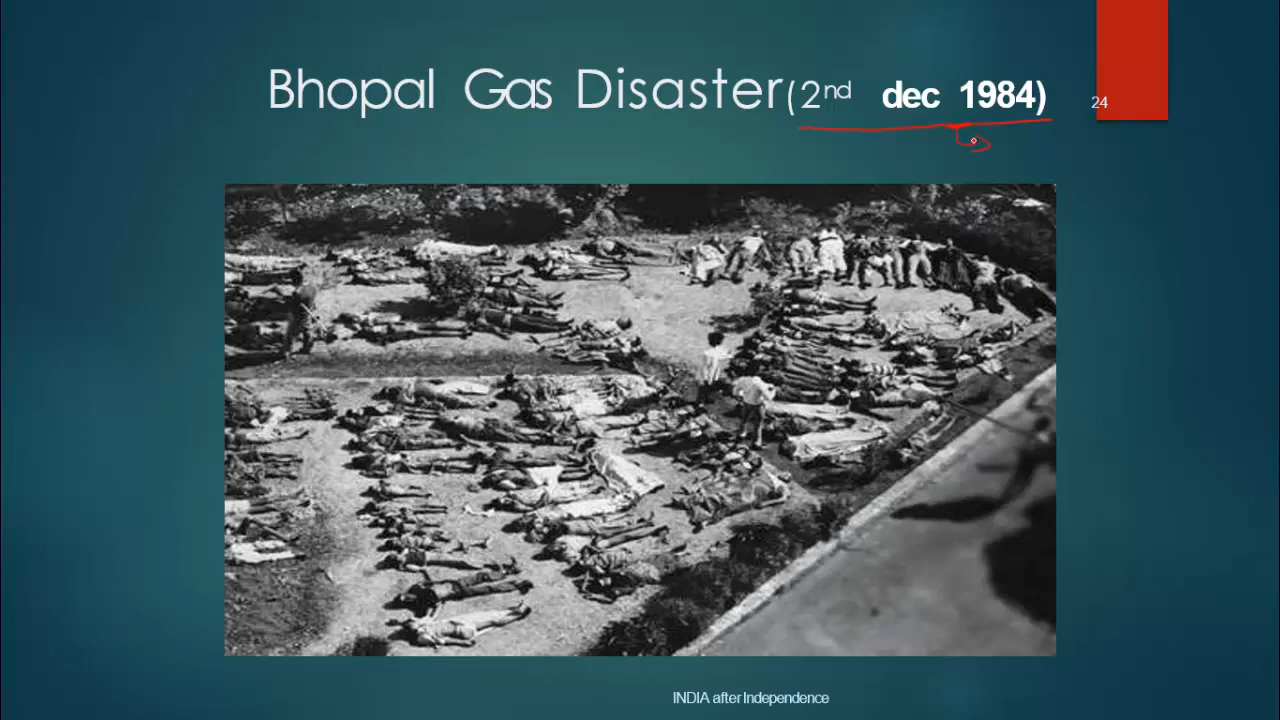 Bhopal Gas Disaster(2nd dec 1984)
24
INDIA after Independence